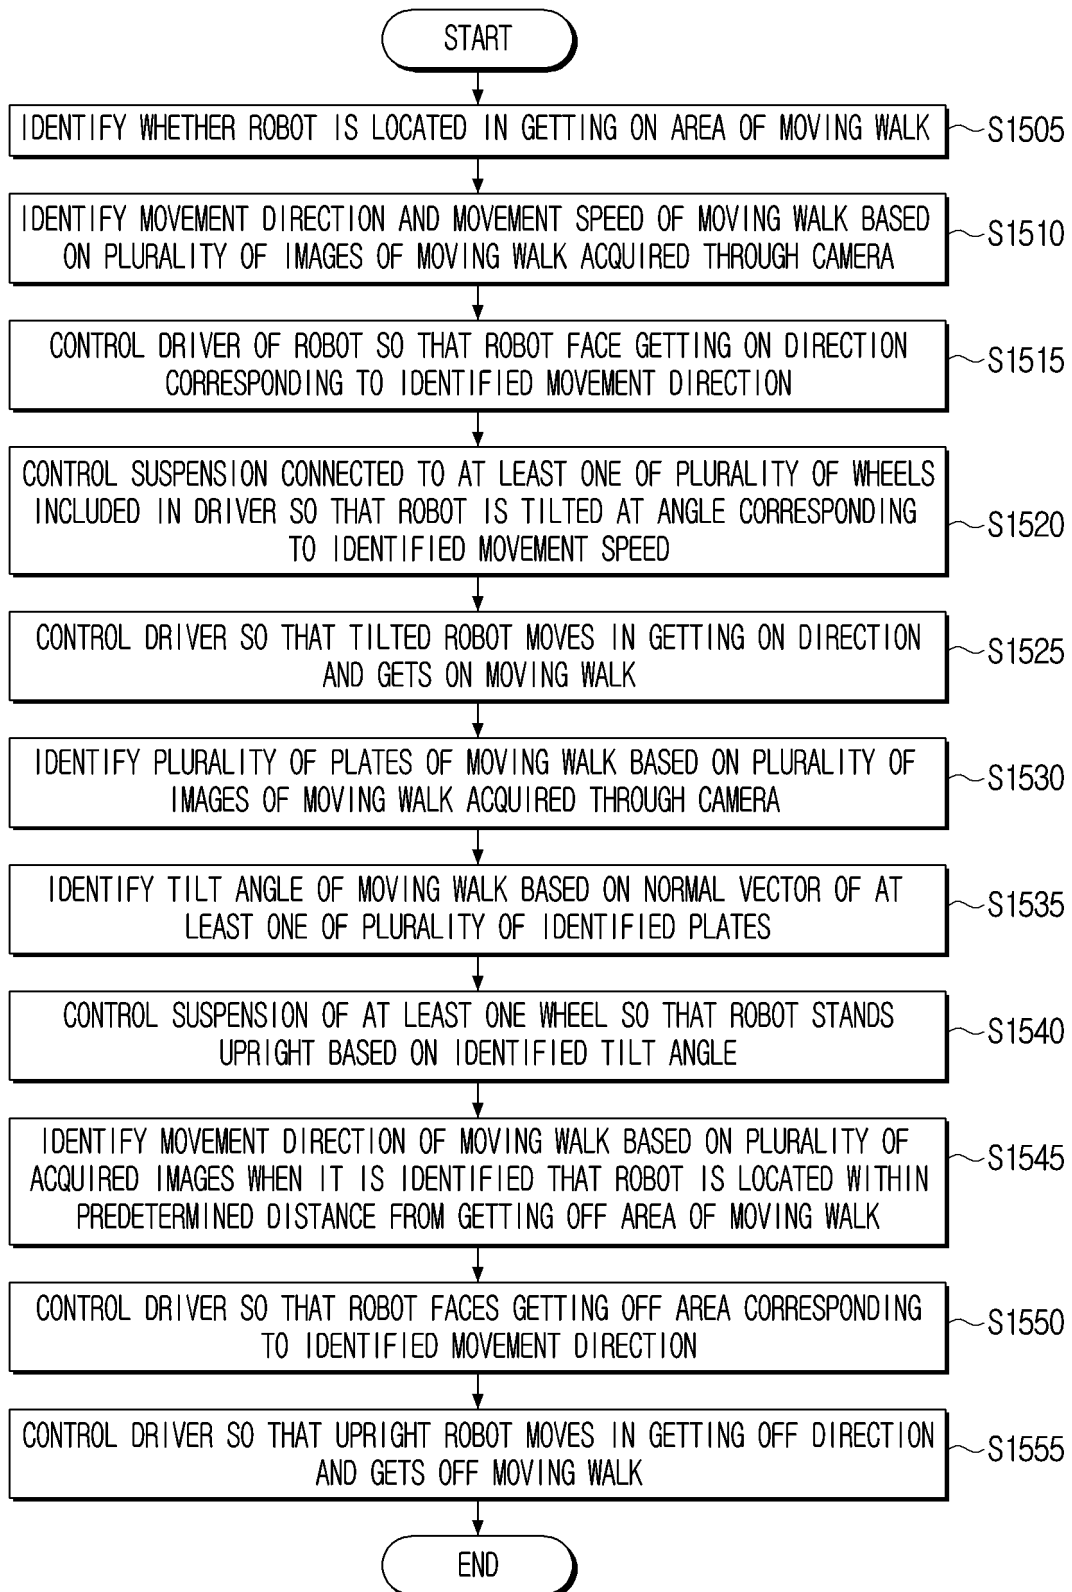 START
IDENTIFY WHETHER ROBOT IS LOCATED IN GETTING ON AREA OF MOVING WALK
S1505
IDENTIFY MOVEMENT DIRECTION AND MOVEMENT SPEED OF MOVING WALK BASED
ON PLURALITY OF IMAGES OF MOVING WALK ACQUIRED THROUGH CAMERA
S1510
CONTROL DRIVER OF ROBOT SO THAT ROBOT FACE GETTING ON DIRECTION
CORRESPONDING TO IDENTIFIED MOVEMENT DIRECTION
S1515
CONTROL SUSPENSION CONNECTED TO AT LEAST ONE OF PLURALITY OF WHEELS
INCLUDED IN DRIVER SO THAT ROBOT IS TILTED AT ANGLE CORRESPONDING
TO IDENTIFIED MOVEMENT SPEED
S1520
CONTROL DRIVER SO THAT TILTED ROBOT MOVES IN GETTING ON DIRECTION
AND GETS ON MOVING WALK
S1525
IDENTIFY PLURALITY OF PLATES OF MOVING WALK BASED ON PLURALITY OF
IMAGES OF MOVING WALK ACQUIRED THROUGH CAMERA
S1530
IDENTIFY TILT ANGLE OF MOVING WALK BASED ON NORMAL VECTOR OF AT
LEAST ONE OF PLURALITY OF IDENTIFIED PLATES
S1535
CONTROL SUSPENSION OF AT LEAST ONE WHEEL SO THAT ROBOT STANDS
UPRIGHT BASED ON IDENTIFIED TILT ANGLE
S1540
IDENTIFY MOVEMENT DIRECTION OF MOVING WALK BASED ON PLURALITY OF
ACQUIRED IMAGES WHEN IT IS IDENTIFIED THAT ROBOT IS LOCATED WITHIN
PREDETERMINED DISTANCE FROM GETTING OFF AREA OF MOVING WALK
S1545
CONTROL DRIVER SO THAT ROBOT FACES GETTING OFF AREA CORRESPONDING
TO IDENTIFIED MOVEMENT DIRECTION
S1550
CONTROL DRIVER SO THAT UPRIGHT ROBOT MOVES IN GETTING OFF DIRECTION
AND GETS OFF MOVING WALK
S1555
END